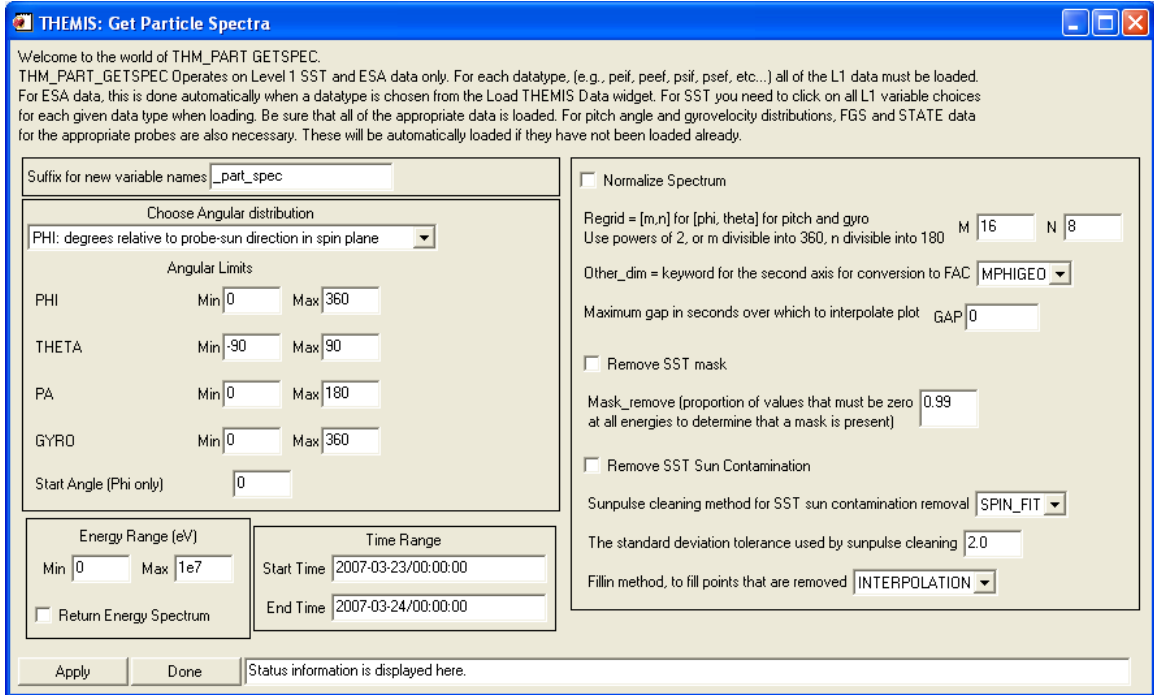 THEMIS: Get Particle Spectra
Welcome to the world of THM_PART GETSPEC.
THM_PART_GETSPEC Operates on Level 1 SST and ESA data only. For each datatype, (e.g., peif, peef, psif, psef, etc...) all of the L1 data must be loaded.
For ESA data, this is done automatically when a datatype is chosen from the Load THEMIS Data widget. For SST you need to click on all L1 variable choices
for each given data type when loading. Be sure that all of the appropriate data is loaded. For pitch angle and gyrovelocity distributions, FGS and STATE data
for the appropriate probes are also necessary. These will be automatically loaded if they have not been loaded already.
Suffix for new variable names _part_spec
Choose Angular distribution
PHI: degrees relative to probe-sun direction in spin plane
Angular Limits
PHI Min 0 Max 360
THETA Min -90 Max 90
PA Min 0 Max 180
GYRO Min 0 Max 360
Start Angle (Phi only) 0
Energy Range (eV)
Min 0 Max 1e7
Return Energy Spectrum
Time Range
Start Time 2007-03-23/00:00:00
End Time 2007-03-24/00:00:00
Normalize Spectrum
Regrid = [m,n] for [phi, theta] for pitch and gyro
Use powers of 2, or m divisible into 360, n divisible into 180
M 16 N 8
Other_dim = keyword for the second axis for conversion to FAC MPHIGEO
Maximum gap in seconds over which to interpolate plot GAP 0
Remove SST mask
Mask_remove (proportion of values that must be zero
at all energies to determine that a mask is present)
0.99
Remove SST Sun Contamination
Sunpulse cleaning method for SST sun contamination removal SPIN_FIT
The standard deviation tolerance used by sunpulse cleaning 2.0
Fillin method, to fill points that are removed INTERPOLATION
Apply Done Status information is displayed here.